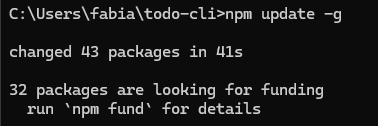 C:\Users\fabia\todo-cli>npm update -g
changed 43 packages in 41s
32 packages are looking for funding
run `npm fund` for details